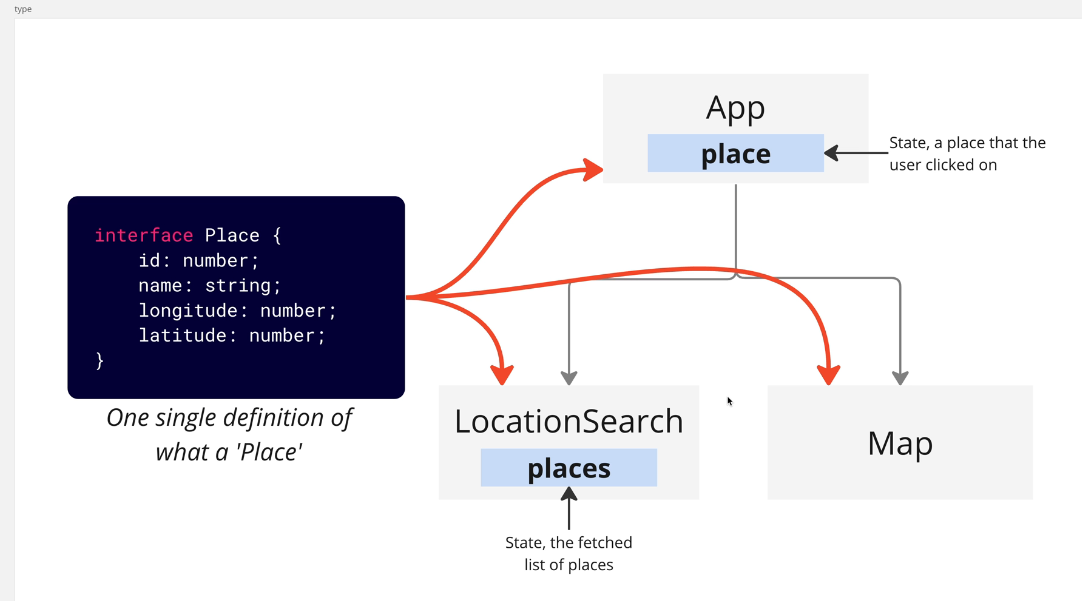 type
App
place
State, a place that the
user clicked on
interface Place {
    id: number;
    name: string;
    longitude: number;
    latitude: number;
}
One single definition of
what a 'Place'
LocationSearch
places
Map
State, the fetched
list of places